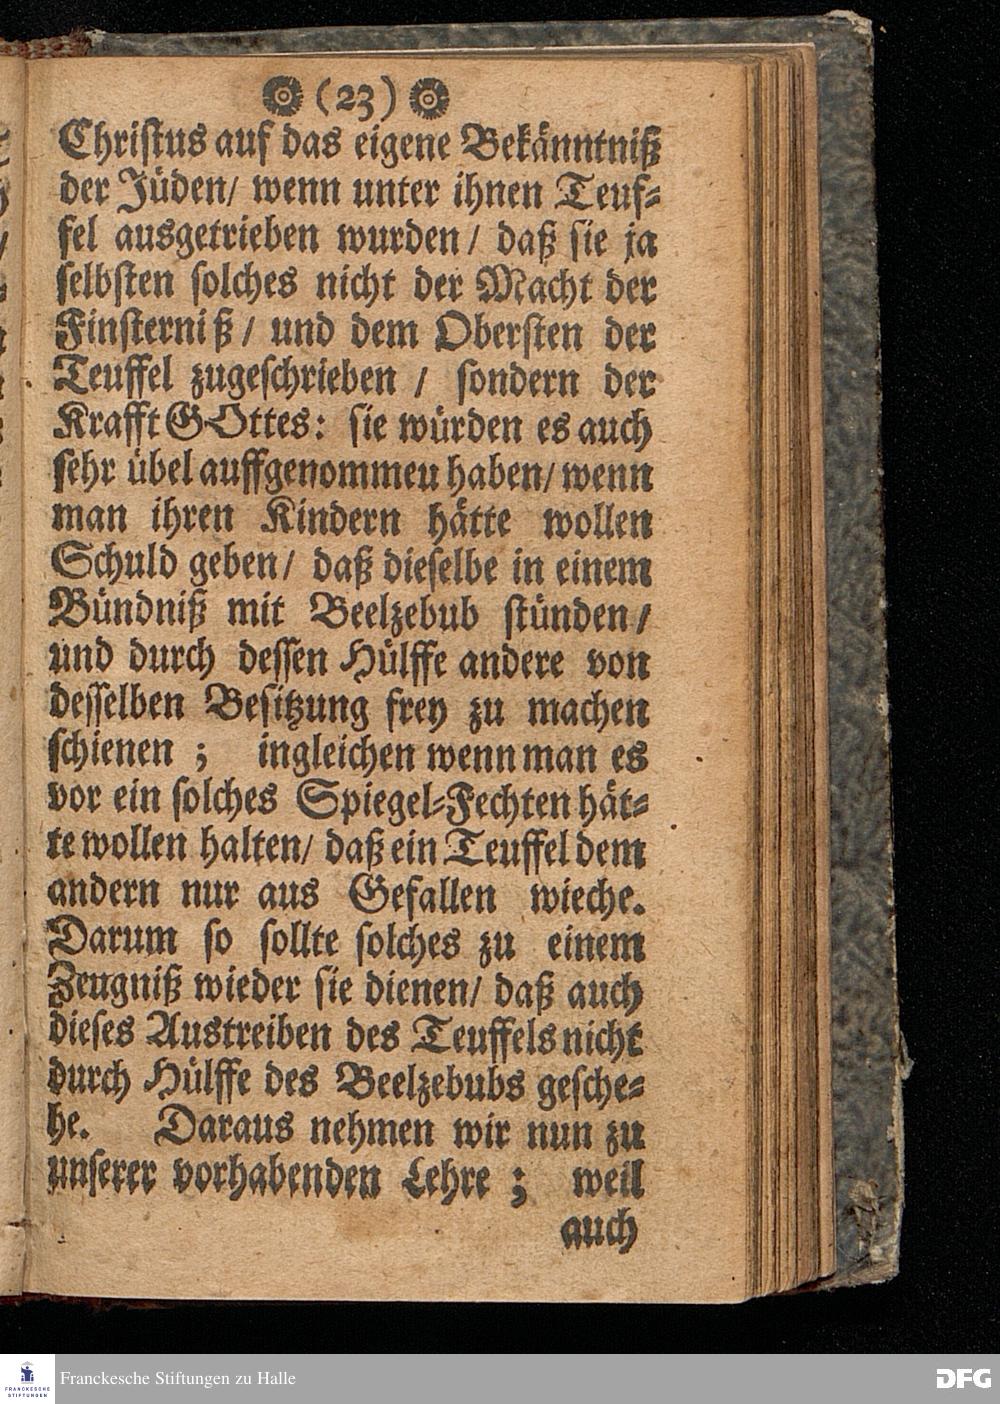 (23)
Christus auf das eigene Bekänntniß
der Jüden/ wenn unter ihnen Teuf-
fel ausgetrieben wurden/ daß sie ja
selbsten solches nicht der Macht der
Finsterniß/ und dem Obersten der
Teuffel zugeschrieben / sondern der
Krafft GOttes: sie würden es auch
sehr übel auffgenommeu haben/ wenn
man ihren Kindern hätte wollen
Schuld geben/ daß dieselbe in einem
Bündniß mit Beelzebub stünden/
und durch dessen Hülffe andere von
desselben Besitzung frey zu machen
schienen ; ingleichen wenn man es
vor ein solches Spiegel-Fechten hät-
te wollen halten/ daß ein Teuffel dem
andern nur aus Gefallen wieche.
Darum so sollte solches zu einem
Zeugniß wieder sie dienen/ daß auch
dieses Austreiben des Teuffels nicht
durch Hülffe des Beelzebubs gesche-
he. Daraus nehmen wir nun zu
unserer vorhabenden Lehre ; weil
auch
FRANCKESCHE STIFTUNGEN
Franckesche Stiftungen zu Halle
DFG